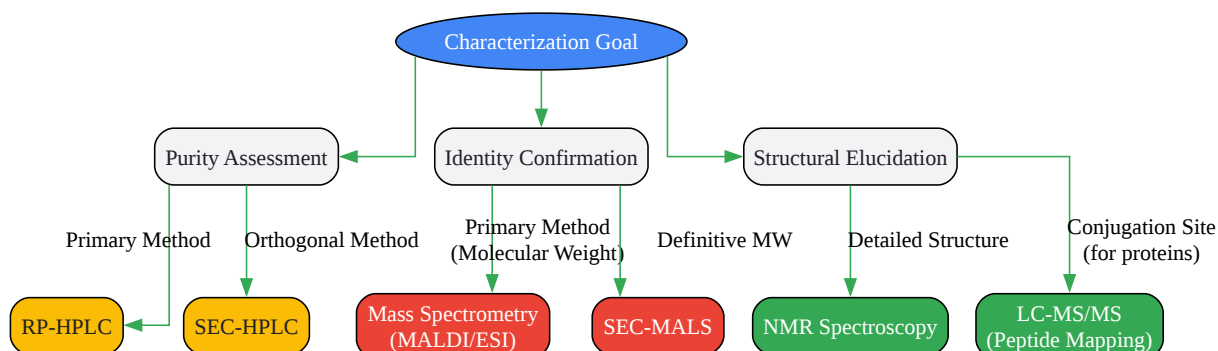 Characterization Goal
Purity Assessment
Identity Confirmation
Structural Elucidation
Primary Method
Orthogonal Method
Primary Method
(Molecular Weight)
Definitive MW
Detailed Structure
Conjugation Site
(for proteins)
RP-HPLC
SEC-HPLC
Mass Spectrometry
(MALDI/ESI)
SEC-MALS
NMR Spectroscopy
LC-MS/MS
(Peptide Mapping)